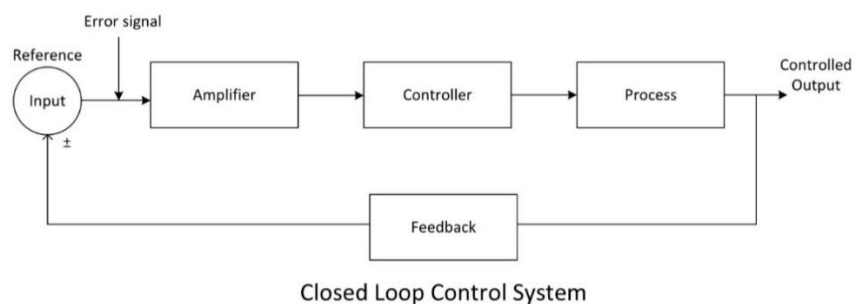 Error signal
Reference
Input
±
Amplifier
Controller
Process
Controlled
Output
Feedback
Closed Loop Control System